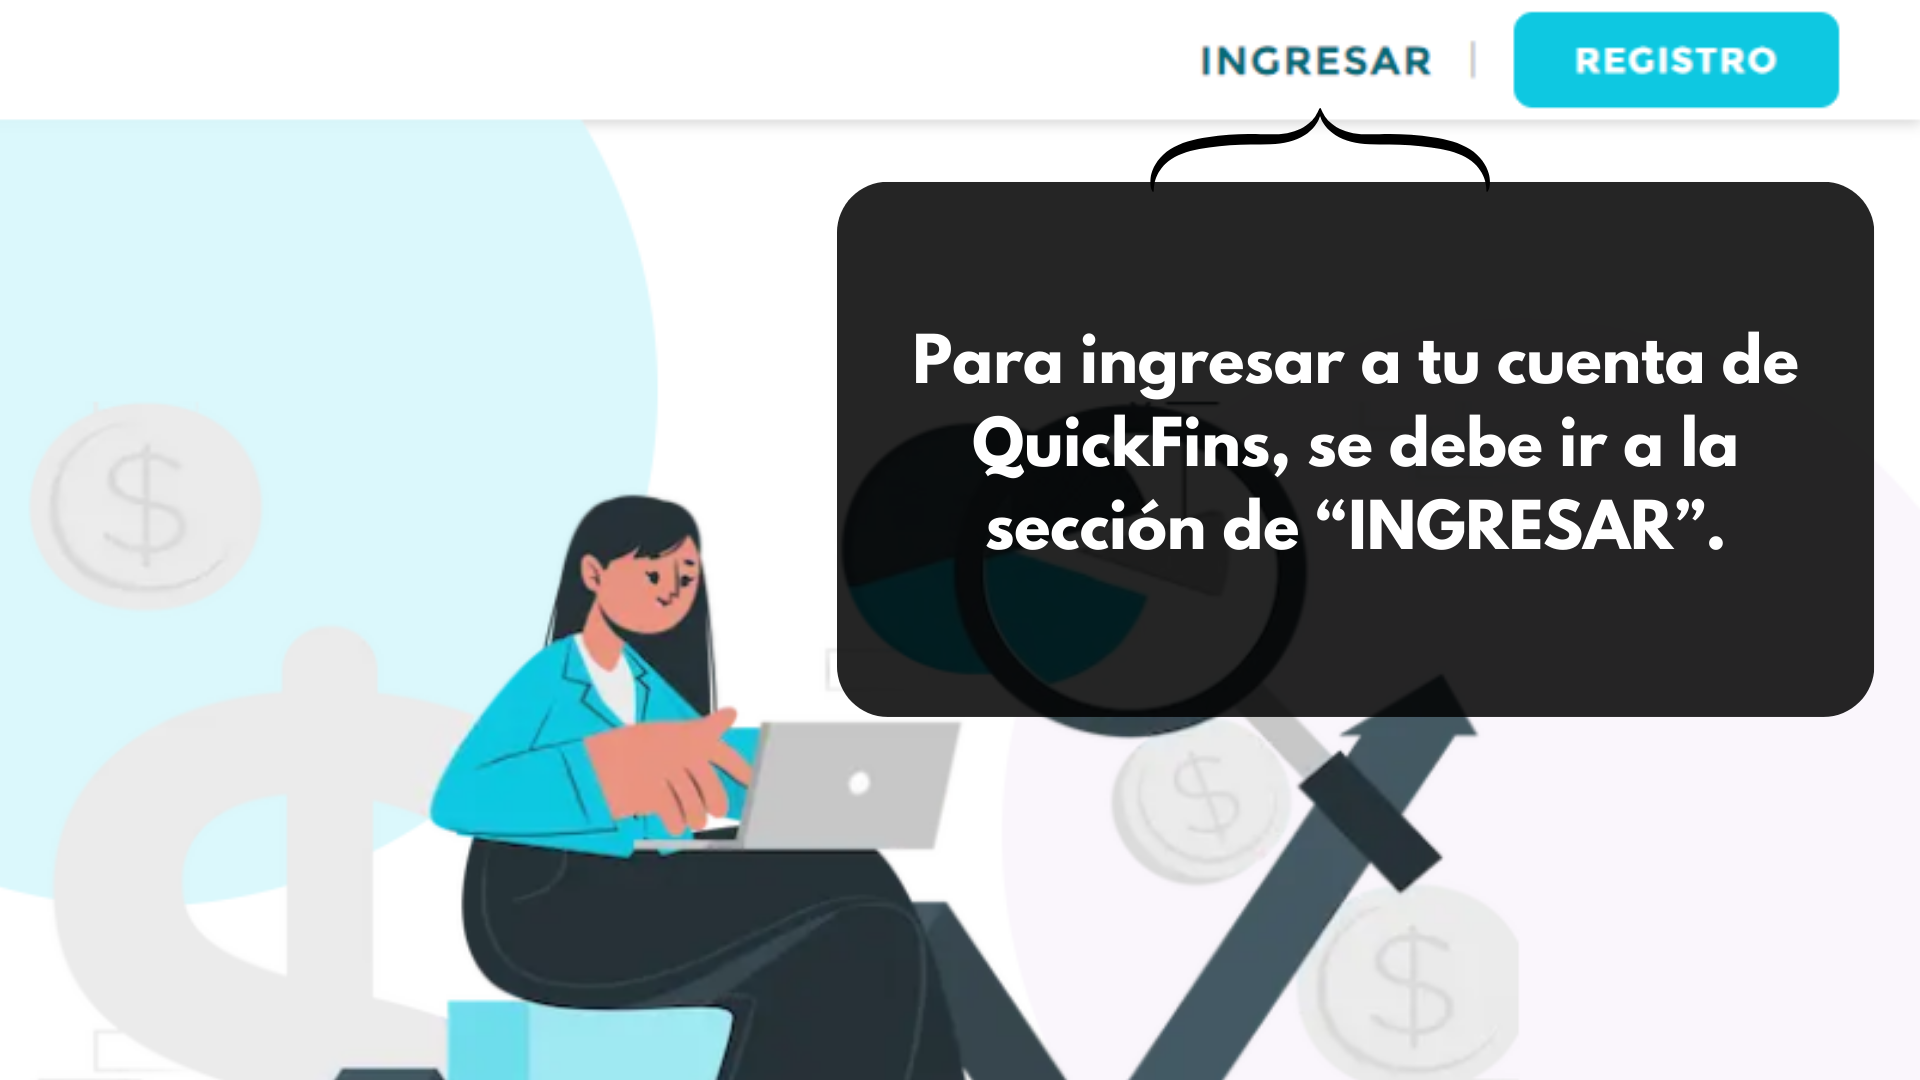 INGRESAR | REGISTRO
Para ingresar a tu cuenta de
QuickFins, se debe ir a la
sección de “INGRESAR”.